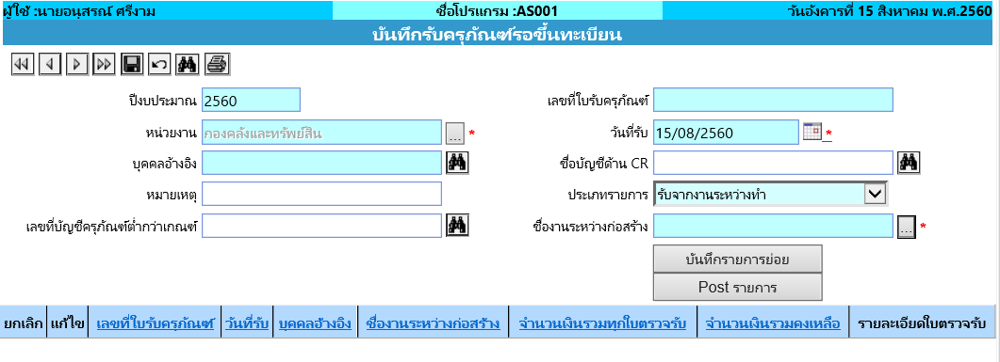 ผู้ใช้ :นายอนุสรณ์ ศรีงาม ชื่อโปรแกรม :AS001 วันอังคารที่ 15 สิงหาคม พ.ศ.2560
บันทึกรับครุภัณฑ์รอขึ้นทะเบียน
ปีงบประมาณ 2560 เลขที่ใบรับครุภัณฑ์
หน่วยงาน กองคลังและทรัพย์สิน ... * วันที่รับ 15/08/2560 *
บุคคลอ้างอิง ชื่อบัญชีด้าน CR
หมายเหตุ ประเภทรายการ รับจากงานระหว่างทำ
เลขที่บัญชีครุภัณฑ์ต่ำกว่าเกณฑ์ ชื่องานระหว่างก่อสร้าง ... *
บันทึกรายการย่อย
Post รายการ
ยกเลิก แก้ไข เลขที่ใบรับครุภัณฑ์ วันที่รับ บุคคลอ้างอิง ชื่องานระหว่างก่อสร้าง จำนวนเงินรวมทุกใบตรวจรับ จำนวนเงินรวมคงเหลือ รายละเอียดใบตรวจรับ